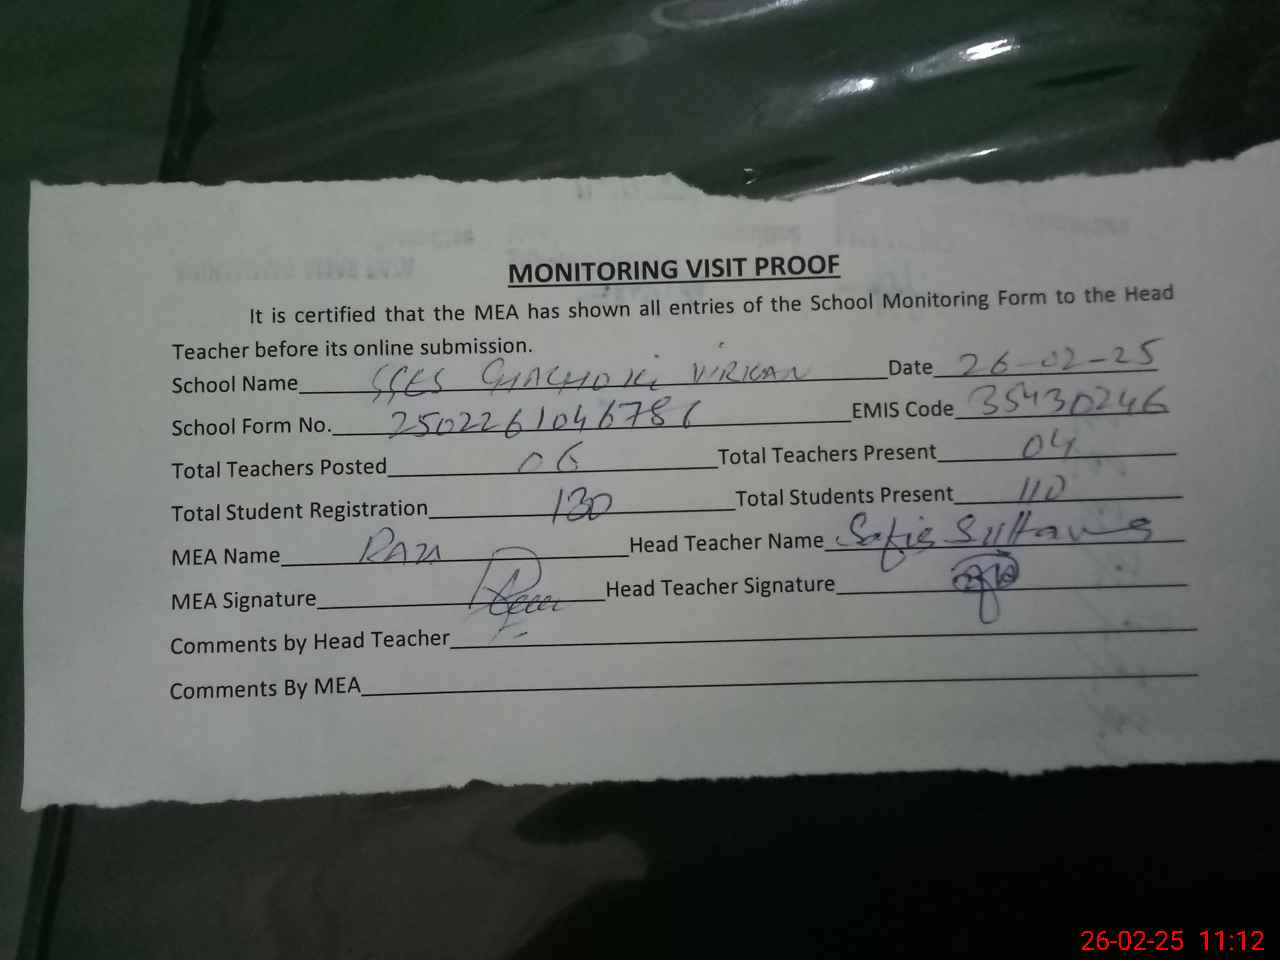 MONITORING VISIT PROOF
It is certified that the MEA has shown all entries of the School Monitoring Form to the Head
Teacher before its online submission.
School Name VIRKAN Date 26-02-25
School Form No. 2502261046786 EMIS Code 35430246
Total Teachers Posted 06 Total Teachers Present 04
Total Student Registration 130 Total Students Present 110
MEA Name Head Teacher Name
MEA Signature Head Teacher Signature
Comments by Head Teacher
Comments By MEA
26-02-25 11:12